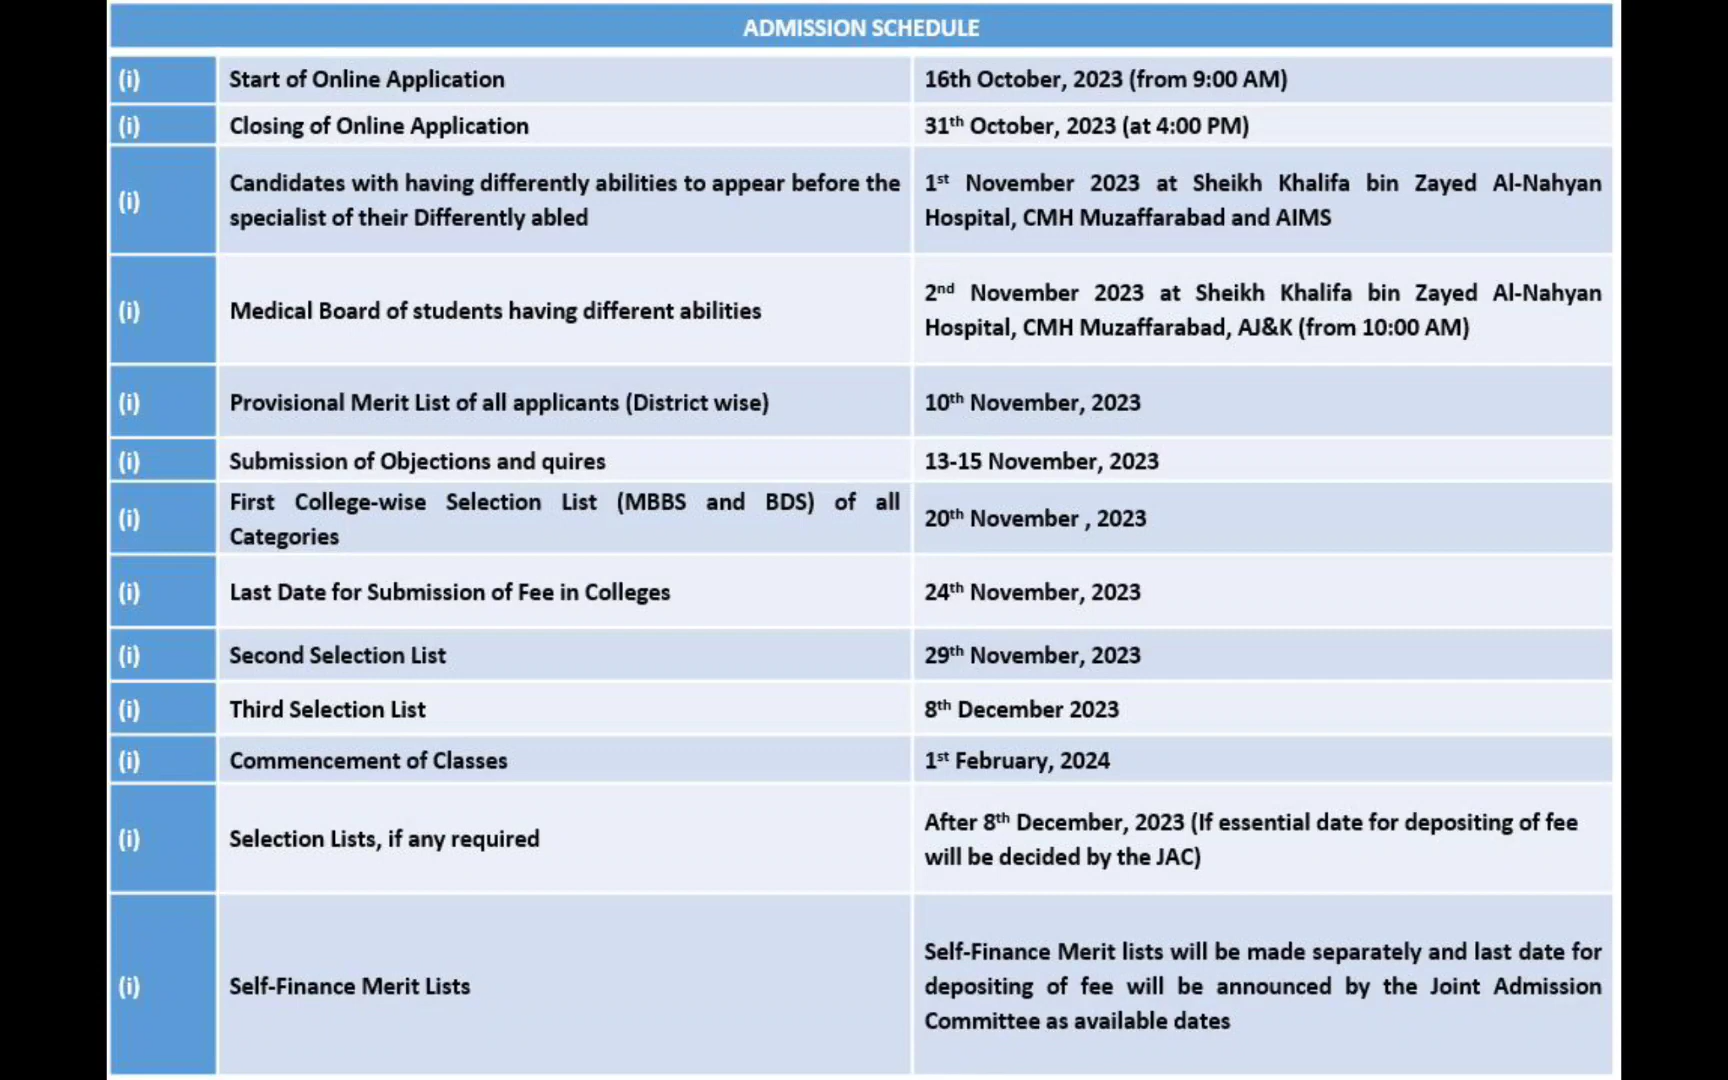 ADMISSION SCHEDULE
(i) Start of Online Application 16th October, 2023 (from 9:00 AM)
(i) Closing of Online Application 31th October, 2023 (at 4:00 PM)
(i) Candidates with having differently abilities to appear before the
specialist of their Differently abled
1st November 2023 at Sheikh Khalifa bin Zayed Al-Nahyan
Hospital, CMH Muzaffarabad and AIMS
(i) Medical Board of students having different abilities
2nd November 2023 at Sheikh Khalifa bin Zayed Al-Nahyan
Hospital, CMH Muzaffarabad, AJ&K (from 10:00 AM)
(i) Provisional Merit List of all applicants (District wise) 10th November, 2023
(i) Submission of Objections and quires 13-15 November, 2023
(i) First College-wise Selection List (MBBS and BDS) of all
Categories
20th November , 2023
(i) Last Date for Submission of Fee in Colleges 24th November, 2023
(i) Second Selection List 29th November, 2023
(i) Third Selection List 8th December 2023
(i) Commencement of Classes 1st February, 2024
(i) Selection Lists, if any required
After 8th December, 2023 (If essential date for depositing of fee
will be decided by the JAC)
(i) Self-Finance Merit Lists
Self-Finance Merit lists will be made separately and last date for
depositing of fee will be announced by the Joint Admission
Committee as available dates